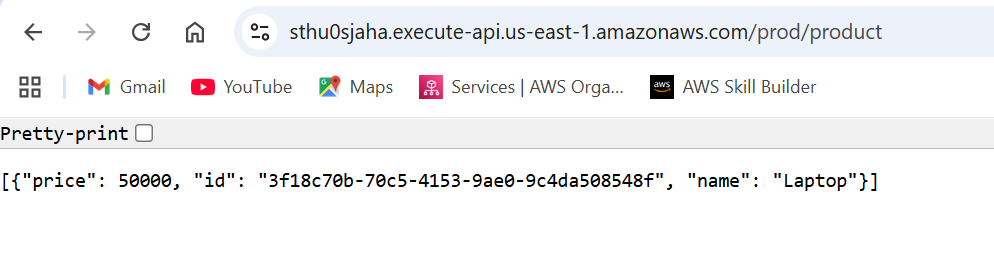 sthu0sjaha.execute-api.us-east-1.amazonaws.com/prod/product
Gmail YouTube Maps Services | AWS Orga... aws AWS Skill Builder
Pretty-print
[{"price": 50000, "id": "3f18c70b-70c5-4153-9ae0-9c4da508548f", "name": "Laptop"}]